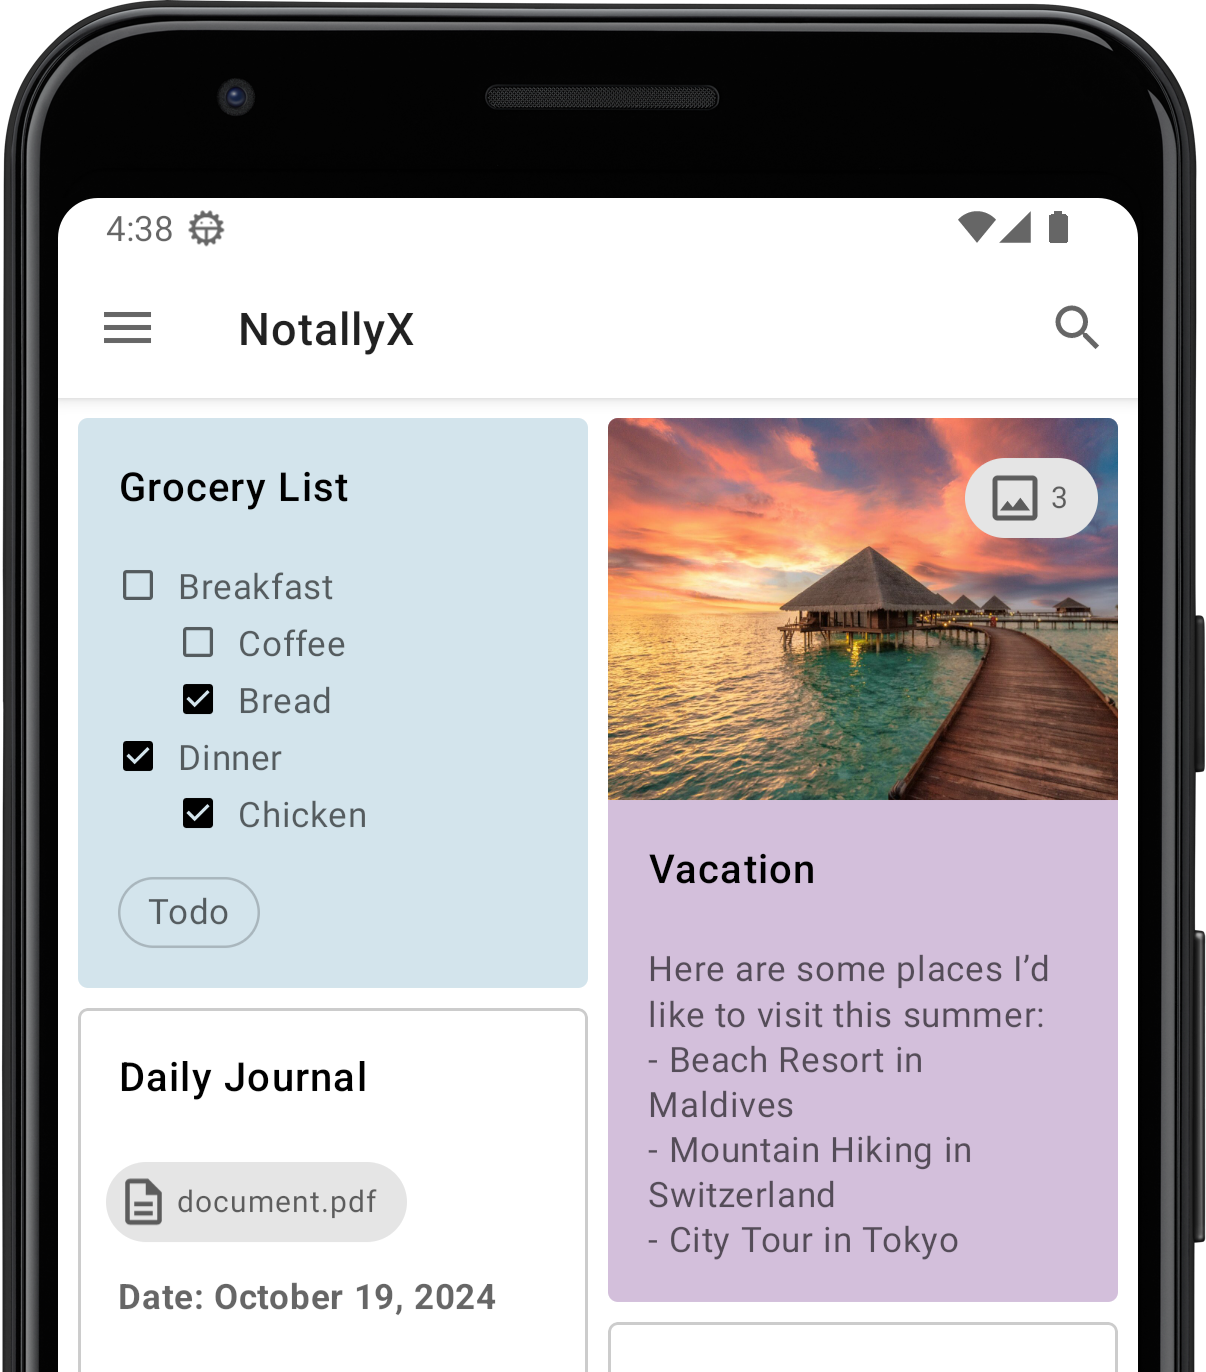 4:38
NotallyX
Grocery List
Breakfast
Coffee
Bread
Dinner
Chicken
Todo
Daily Journal
document.pdf
Date: October 19, 2024
3
Vacation
Here are some places I’d
like to visit this summer:
- Beach Resort in
Maldives
- Mountain Hiking in
Switzerland
- City Tour in Tokyo